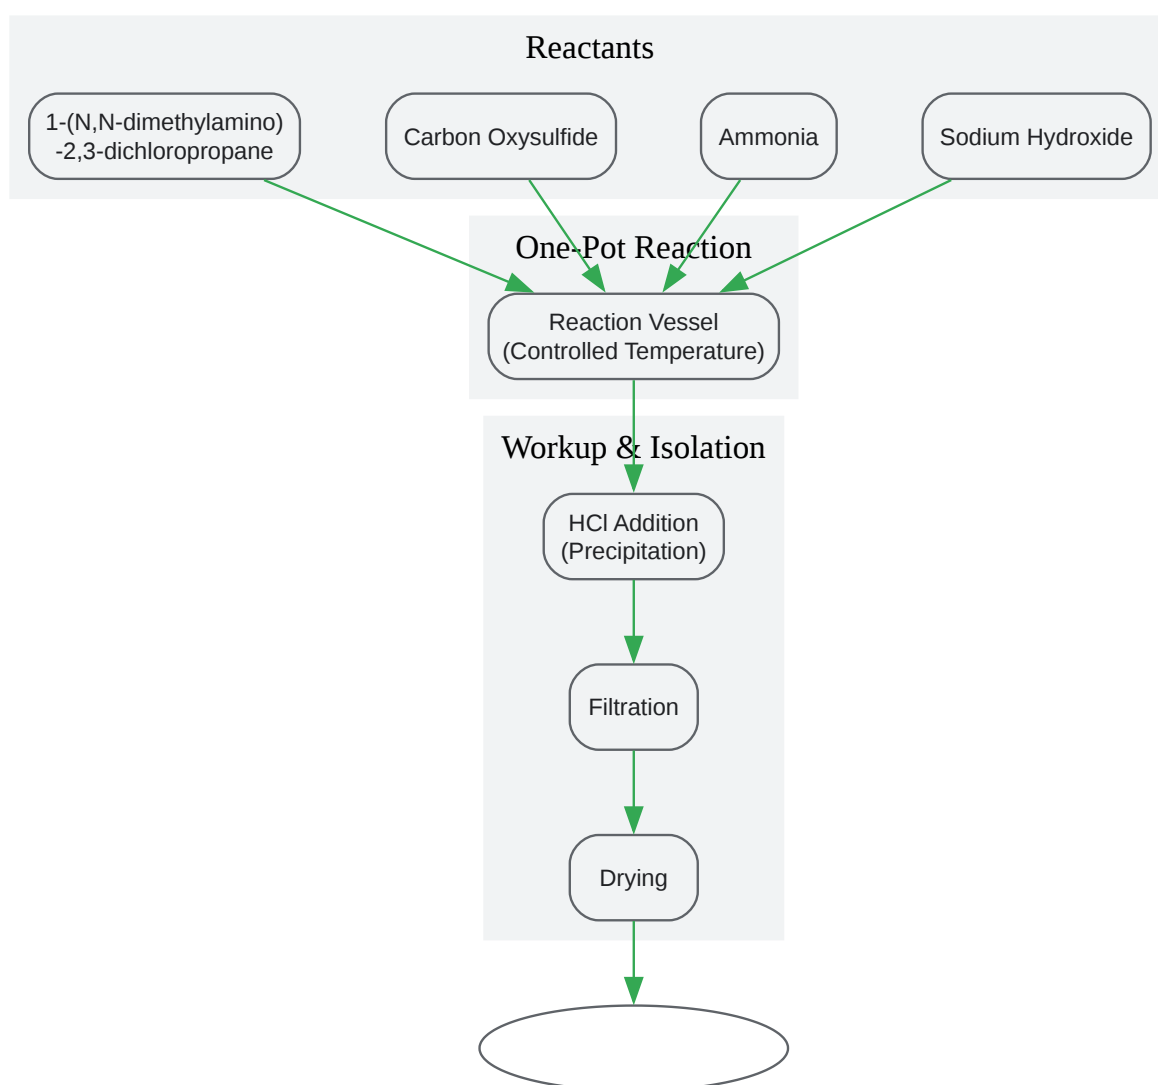 Reactants
1-(N,N-dimethylamino)
-2,3-dichloropropane
Carbon Oxysulfide
Ammonia
Sodium Hydroxide
One-Pot Reaction
Reaction Vessel
(Controlled Temperature)
Workup & Isolation
HCl Addition
(Precipitation)
Filtration
Drying